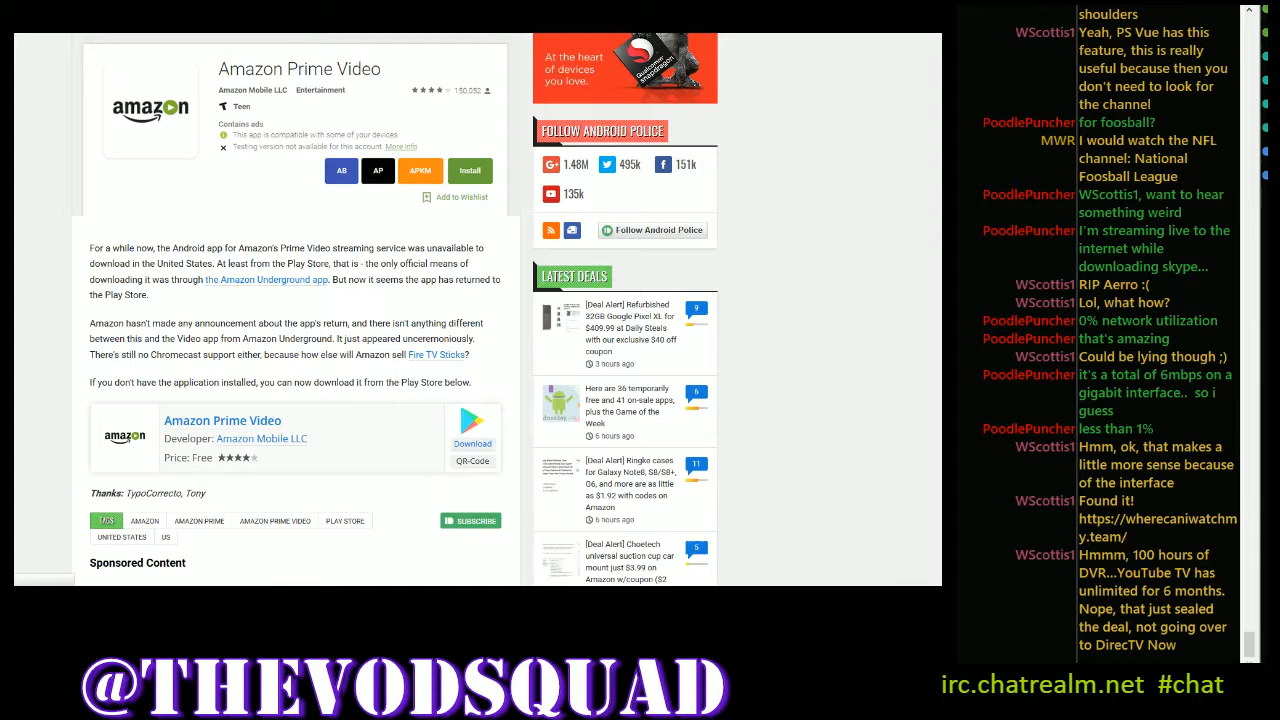 Amazon Prime Video
Amazon Mobile LLC Entertainment
150,052
Teen
Contains ads
This app is compatible with some of your devices.
Testing version not available for this account. More info
AB AP APKM Install
Add to Wishlist
amazon
For a while now, the Android app for Amazon's Prime Video streaming service was unavailable to
download in the United States. At least from the Play Store, that is - the only official means of
downloading it was through the Amazon Underground app. But now it seems the app has returned to
the Play Store.
Amazon hasn't made any announcement about the app's return, and there isn't anything different
between this and the Video app from Amazon Underground. It just appeared unceremoniously.
There's still no Chromecast support either, because how else will Amazon sell Fire TV Sticks?
If you don't have the application installed, you can now download it from the Play Store below.
amazon
Amazon Prime Video
Developer: Amazon Mobile LLC
Price: Free
Download
QR-Code
Thanks: TypoCorrecto, Tony
TAGS AMAZON AMAZON PRIME AMAZON PRIME VIDEO PLAY STORE
UNITED STATES US
SUBSCRIBE
Sponsored Content
At the heart
of devices
you love.
Qualcomm
snapdragon
FOLLOW ANDROID POLICE
1.48M 495k 151k
135k
Follow Android Police
LATEST DEALS
[Deal Alert] Refurbished
32GB Google Pixel XL for
$409.99 at Daily Steals
with our exclusive $40 off
coupon
3 hours ago
9
Here are 36 temporarily
free and 41 on-sale apps,
plus the Game of the
Week
6 hours ago
6
[Deal Alert] Ringke cases
for Galaxy Note8, S8/S8+,
G6, and more are as little
as $1.92 with codes on
Amazon
6 hours ago
11
[Deal Alert] Choetech
universal suction cup car
mount just $3.99 on
Amazon w/coupon ($2
5
shoulders
WScottis1 Yeah, PS Vue has this
feature, this is really
useful because then you
don't need to look for
the channel
PoodlePuncher for foosball?
MWR I would watch the NFL
channel: National
Foosball League
PoodlePuncher WScottis1, want to hear
something weird
PoodlePuncher I'm streaming live to the
internet while
downloading skype...
WScottis1 RIP Aerro :(
WScottis1 Lol, what how?
PoodlePuncher 0% network utilization
PoodlePuncher that's amazing
WScottis1 Could be lying though ;)
PoodlePuncher it's a total of 6mbps on a
gigabit interface.. so i
guess
PoodlePuncher less than 1%
WScottis1 Hmm, ok, that makes a
little more sense because
of the interface
WScottis1 Found it!
https://wherecaniwatchm
y.team/
WScottis1 Hmmm, 100 hours of
DVR...YouTube TV has
unlimited for 6 months.
Nope, that just sealed
the deal, not going over
to DirecTV Now
@THEVODSQUAD
irc.chatrealm.net #chat